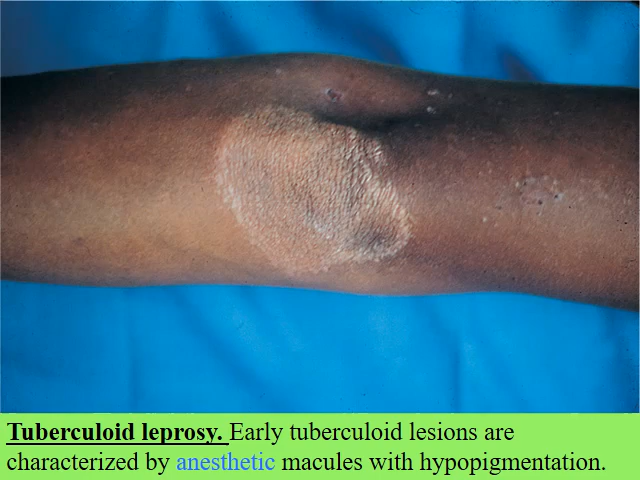 Tuberculoid leprosy. Early tuberculoid lesions are
characterized by anesthetic macules with hypopigmentation.